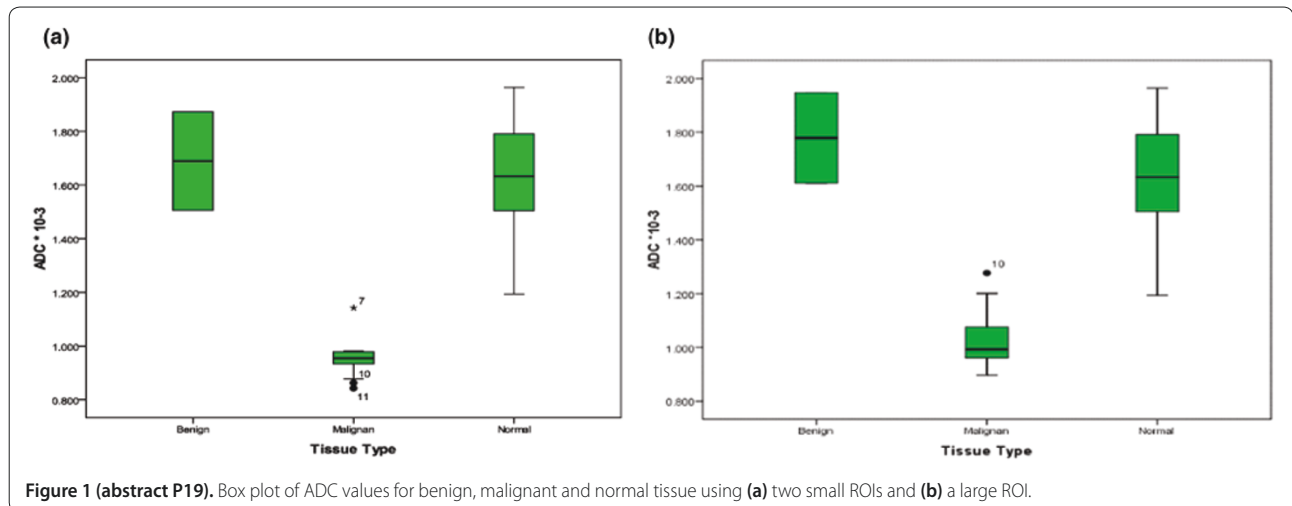 (a)
2.000
1.800
1.600
1.400
1.200
1.000
0.800
ADC * 10-3
7
10
11
Benign Malignan Normal
Tissue Type
(b)
2.000
1.800
1.600
1.400
1.200
1.000
0.800
ADC *10-3
10
Benign Malignan Normal
Tissue Type
Figure 1 (abstract P19). Box plot of ADC values for benign, malignant and normal tissue using (a) two small ROIs and (b) a large ROI.